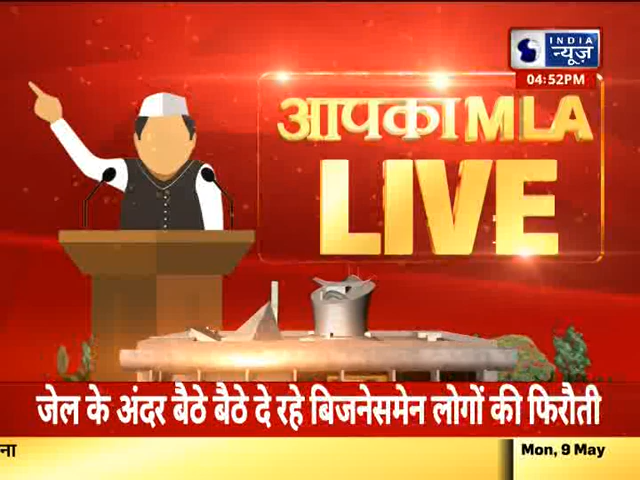 INDIA
न्यूज़
04:52PM
आपका MLA
LIVE
जेल के अंदर बैठे बैठे दे रहे बिजनेसमेन लोगों की फिरौती
ना
Mon, 9 May